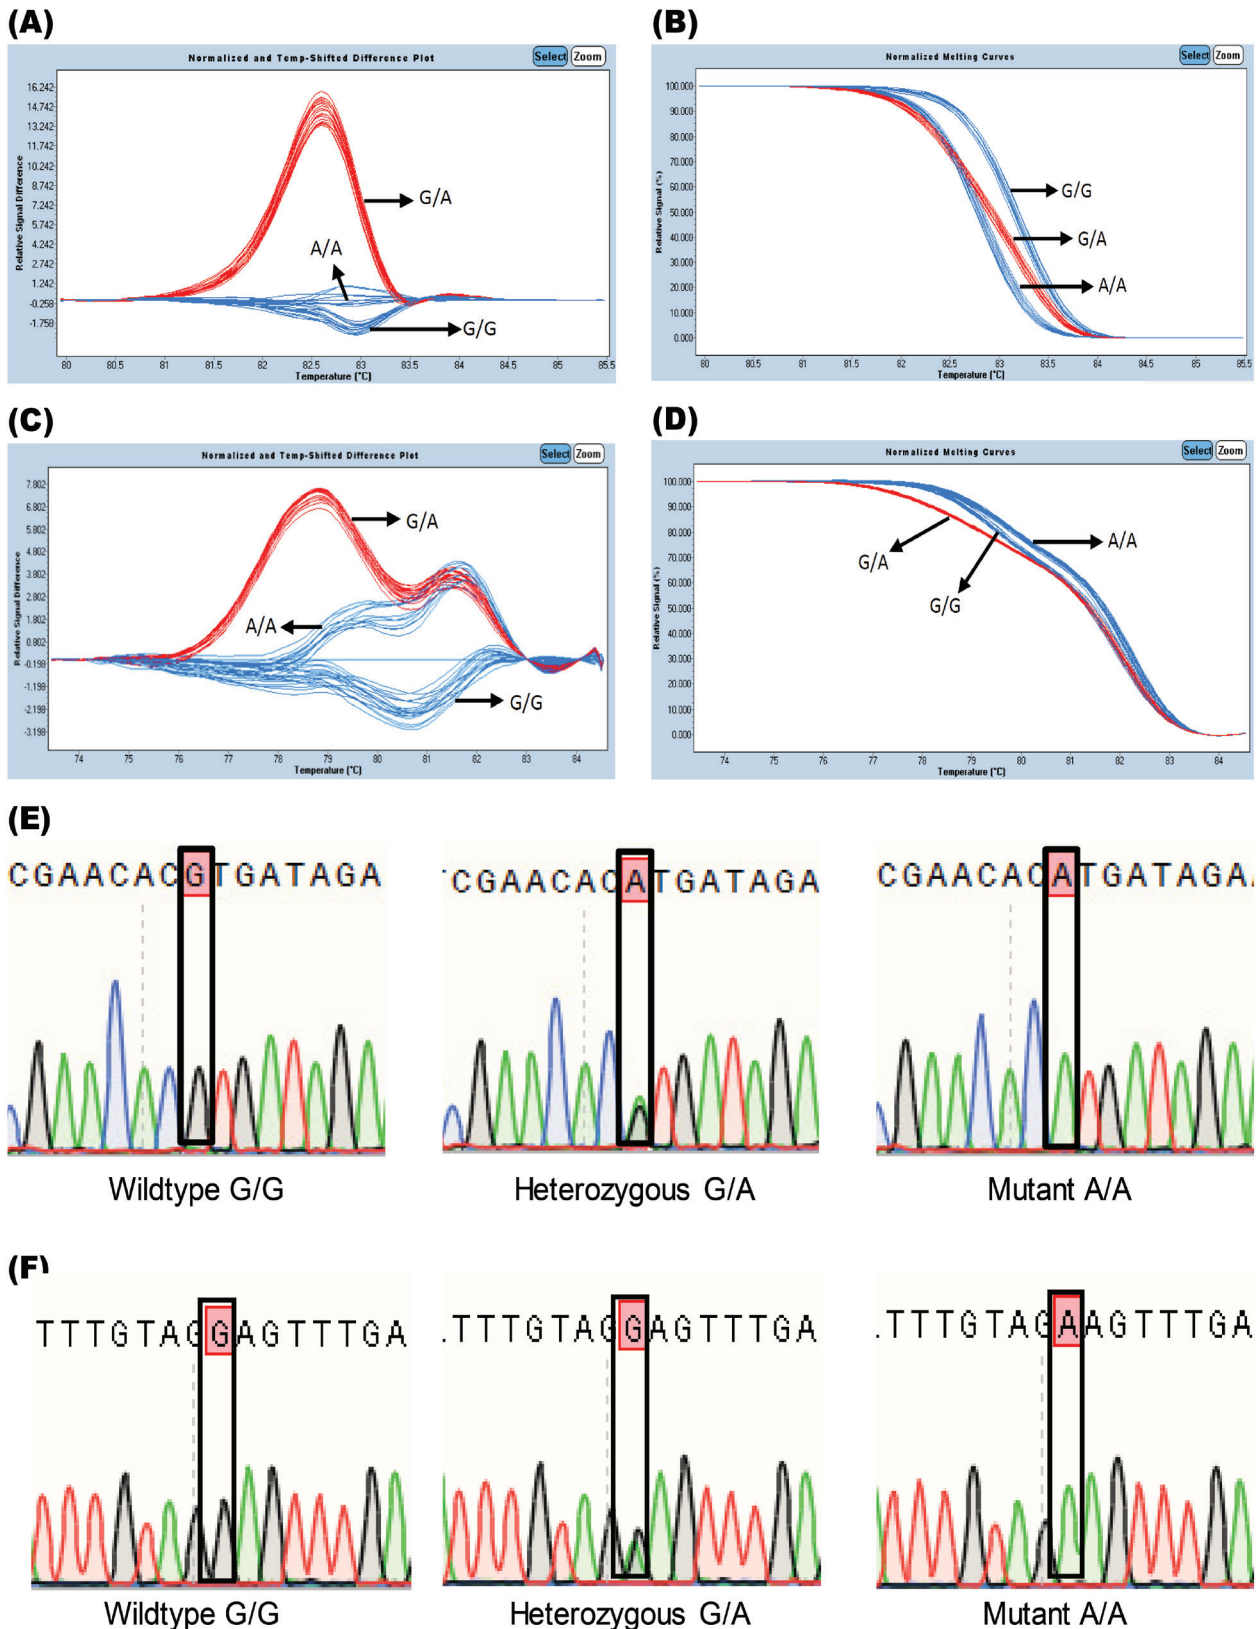 (A)
(B)
Normalized and Temp-Shifted Difference Plot
Select
Zoom
Relative Signal Difference
16.242
14.742
13.242
11.742
10.242
8.742
7.242
5.742
4.242
2.742
1.242
-0.258
-1.758
G/A
A/A
G/G
80
80.5
81
81.5
82
82.5
83
83.5
84
84.5
85
85.5
Temperature (°C)
Normalized Melting Curves
Select
Zoom
Relative Signal (%)
100.000
90.000
80.000
70.000
60.000
50.000
40.000
30.000
20.000
10.000
0.000
G/G
G/A
A/A
80
80.5
81
81.5
82
82.5
83
83.5
84
84.5
85
85.5
Temperature (°C)
(C)
(D)
Normalized and Temp-Shifted Difference Plot
Select
Zoom
Relative Signal Difference
7.802
6.802
5.802
4.802
3.802
2.802
1.802
0.802
-0.198
-1.198
-2.198
-3.198
G/A
A/A
G/G
74
75
76
77
78
79
80
81
82
83
84
Temperature (°C)
Normalized Melting Curves
Select
Zoom
Relative Signal (%)
100.000
90.000
80.000
70.000
60.000
50.000
40.000
30.000
20.000
10.000
0.000
A/A
G/A
G/G
74
75
76
77
78
79
80
81
82
83
84
Temperature (°C)
(E)
CGAACACGTGATAGA
TCGAACACATGATAGA
CGAACACATGATAGA
Wildtype G/G
Heterozygous G/A
Mutant A/A
(F)
TTTGTAGGAGTTTGA
.TTTGTAGGAGTTTGA
.TTTGTAGAAGTTTGA
Wildtype G/G
Heterozygous G/A
Mutant A/A